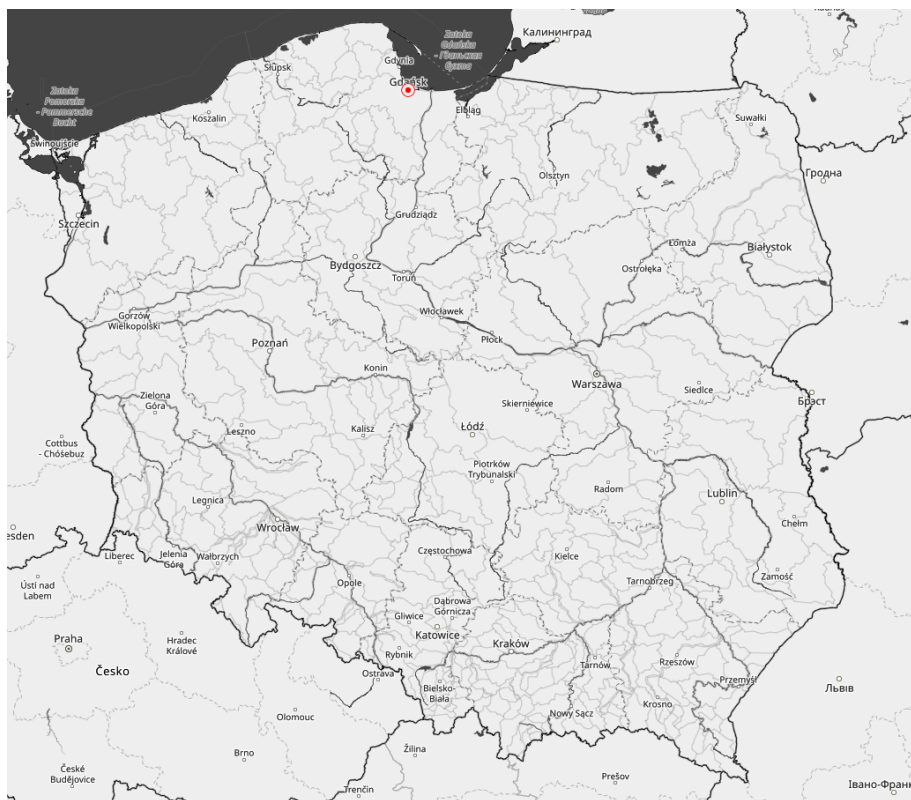 Калининград
Zatoka
Gdańska
- Гданьская
бухта
Gdynia
Słupsk
Gdańsk
Zatoka
Pomorska
- Pommersche
Bucht
Elbląg
Koszalin
Suwałki
Świnoujście
Гродна
Olsztyn
Grudziądz
Szczecin
Łomża
Białystok
Bydgoszcz
Ostrołęka
Toruń
Włocławek
Gorzów
Wielkopolski
Płock
Poznań
Konin
Warszawa
Siedlce
Zielona
Góra
Skierniewice
Брэст
Leszno
Kalisz
Łódź
Cottbus
- Chóśebuz
Piotrków
Trybunalski
Radom
Lublin
Legnica
Wrocław
Chełm
esden
Liberec
Jelenia
Góra
Wałbrzych
Częstochowa
Kielce
Ústí nad
Labem
Opole
Tarnobrzeg
Zamość
Dąbrowa
Górnicza
Gliwice
Katowice
Praha
Hradec
Králové
Kraków
Rybnik
Tarnów
Rzeszów
Česko
Ostrava
Przemyśl
Bielsko-
Biała
Львів
Krosno
Olomouc
Nowy Sącz
Brno
Žilina
České
Budějovice
Prešov
Trenčín
Івано-Франк